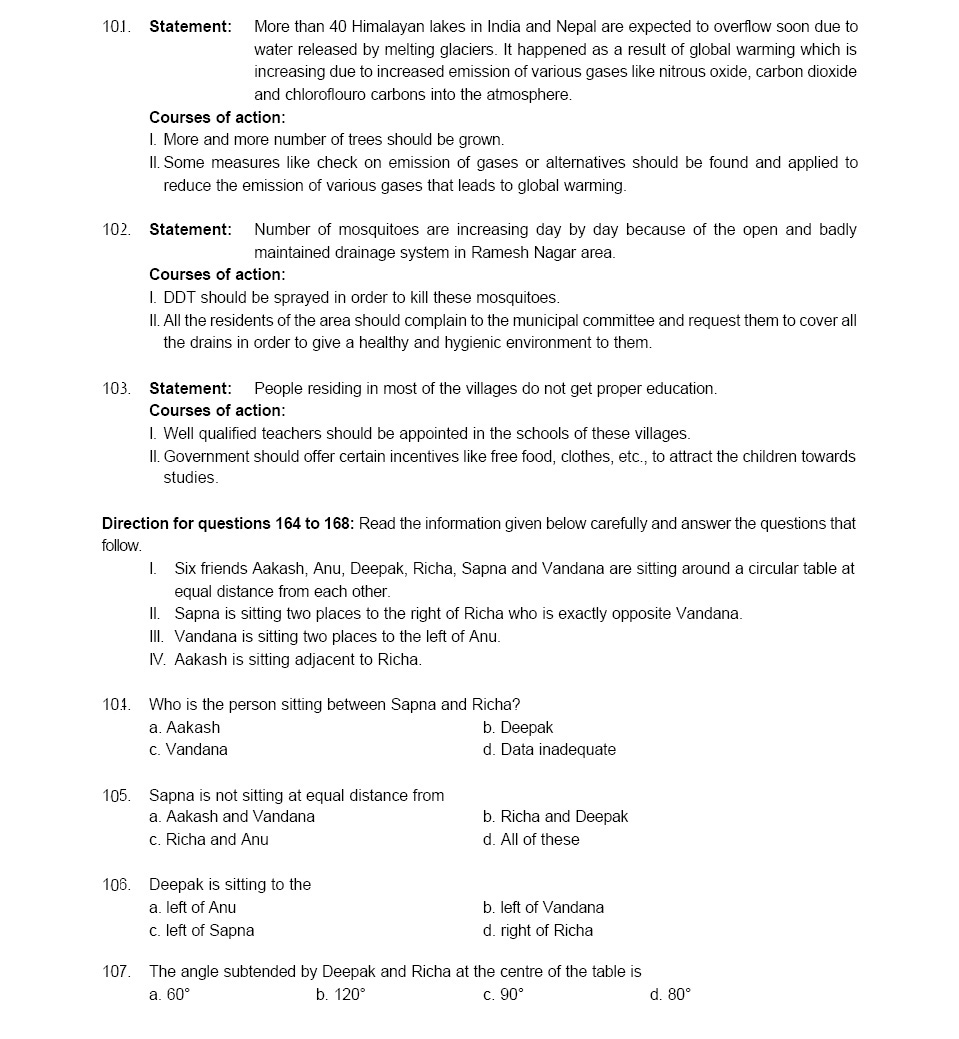 101. Statement: More than 40 Himalayan lakes in India and Nepal are expected to overflow soon due to
water released by melting glaciers. It happened as a result of global warming which is
increasing due to increased emission of various gases like nitrous oxide, carbon dioxide
and chloroflouro carbons into the atmosphere.
Courses of action:
I. More and more number of trees should be grown.
II. Some measures like check on emission of gases or alternatives should be found and applied to
reduce the emission of various gases that leads to global warming.
102. Statement: Number of mosquitoes are increasing day by day because of the open and badly
maintained drainage system in Ramesh Nagar area.
Courses of action:
I. DDT should be sprayed in order to kill these mosquitoes.
II. All the residents of the area should complain to the municipal committee and request them to cover all
the drains in order to give a healthy and hygienic environment to them.
103. Statement: People residing in most of the villages do not get proper education.
Courses of action:
I. Well qualified teachers should be appointed in the schools of these villages.
II. Government should offer certain incentives like free food, clothes, etc., to attract the children towards
studies.
Direction for questions 164 to 168: Read the information given below carefully and answer the questions that
follow.
I. Six friends Aakash, Anu, Deepak, Richa, Sapna and Vandana are sitting around a circular table at
equal distance from each other.
II. Sapna is sitting two places to the right of Richa who is exactly opposite Vandana.
III. Vandana is sitting two places to the left of Anu.
IV. Aakash is sitting adjacent to Richa.
104. Who is the person sitting between Sapna and Richa?
a. Aakash b. Deepak
c. Vandana d. Data inadequate
105. Sapna is not sitting at equal distance from
a. Aakash and Vandana b. Richa and Deepak
c. Richa and Anu d. All of these
106. Deepak is sitting to the
a. left of Anu b. left of Vandana
c. left of Sapna d. right of Richa
107. The angle subtended by Deepak and Richa at the centre of the table is
a. 60° b. 120° c. 90° d. 80°